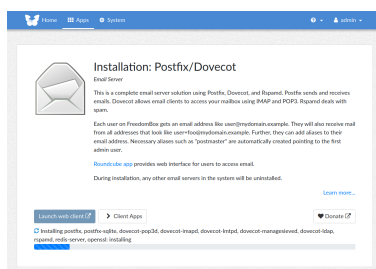 Home Apps System admin
Installation: Postfix/Dovecot
Email Server
This is a complete email server solution using Postfix, Dovecot, and Rspamd. Postfix sends and receives
emails. Dovecot allows email clients to access your mailbox using IMAP and POP3. Rspamd deals with
spam.
Each user on FreedomBox gets an email address like user@mydomain.example. They will also receive mail
from all addresses that look like user+foo@mydomain.example. Further, they can add aliases to their
email address. Necessary aliases such as "postmaster" are automatically created pointing to the first
admin user.
Roundcube app provides web interface for users to access email.
During installation, any other email servers in the system will be uninstalled.
Learn more...
Launch web client Client Apps Donate
Installing postfix, postfix-sqlite, dovecot-pop3d, dovecot-imapd, dovecot-lmtpd, dovecot-managesieved, dovecot-ldap,
rspamd, redis-server, openssl: installing